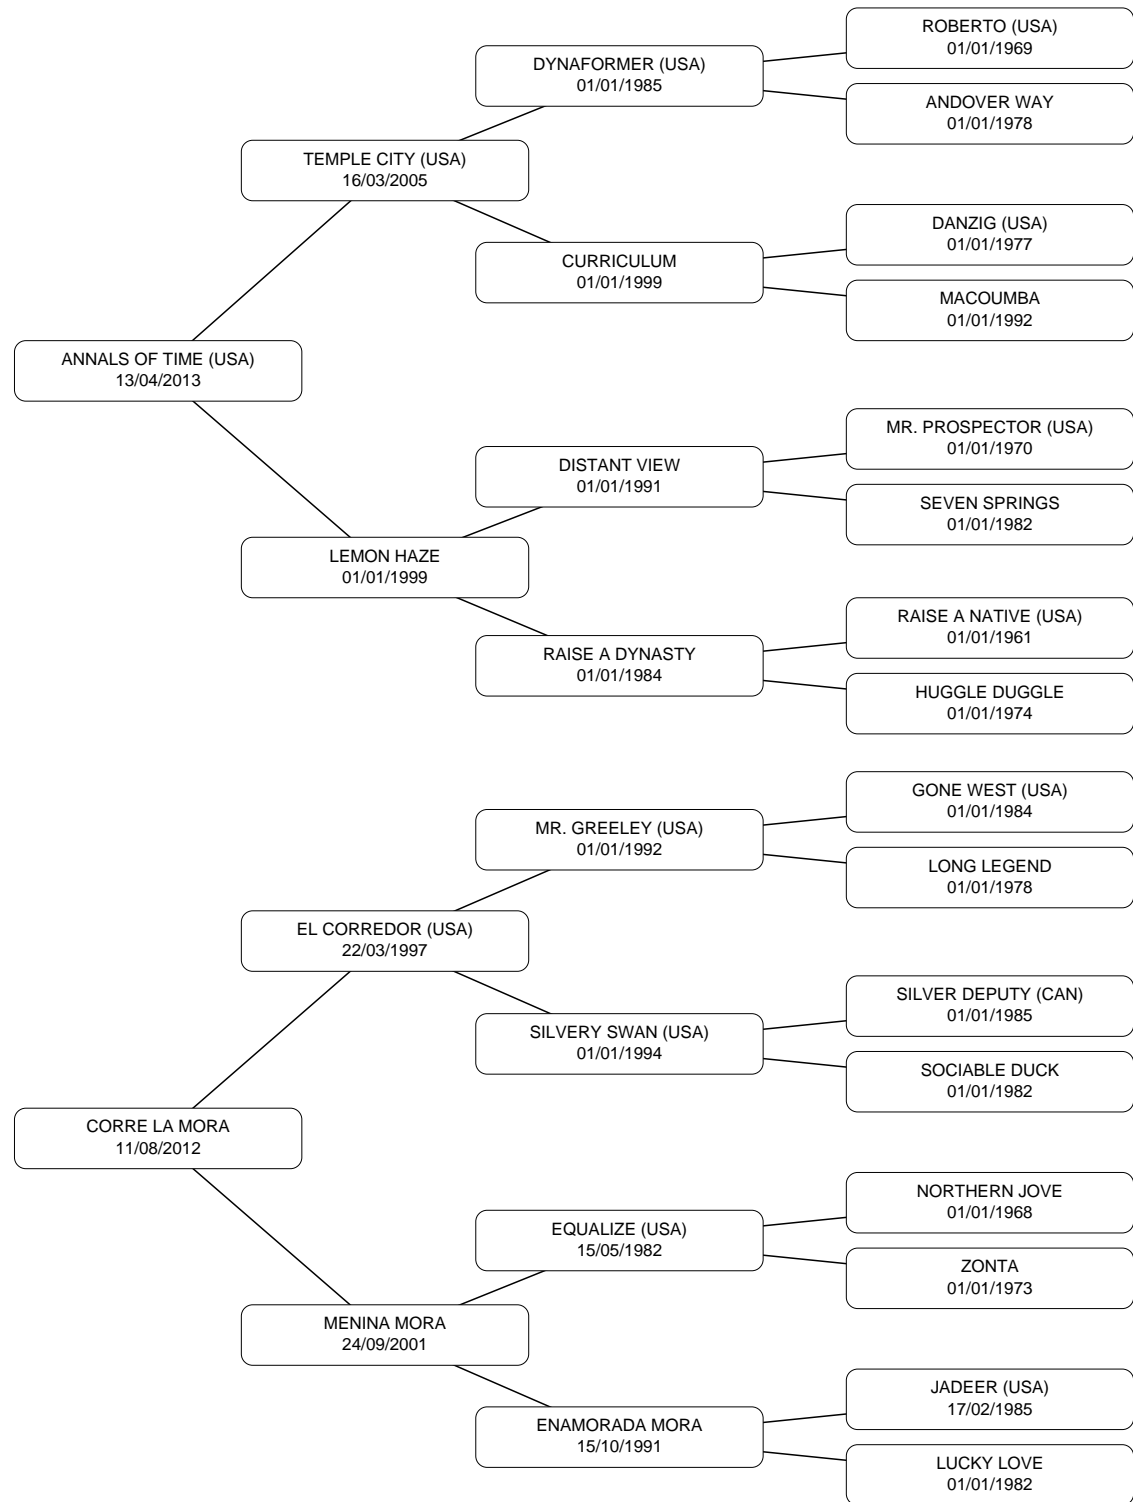 ROBERTO (USA)
01/01/1969
DYNAFORMER (USA)
01/01/1985
ANDOVER WAY
01/01/1978
TEMPLE CITY (USA)
16/03/2005
DANZIG (USA)
01/01/1977
CURRICULUM
01/01/1999
MACOUMBA
01/01/1992
ANNALS OF TIME (USA)
13/04/2013
MR. PROSPECTOR (USA)
01/01/1970
DISTANT VIEW
01/01/1991
SEVEN SPRINGS
01/01/1982
LEMON HAZE
01/01/1999
RAISE A NATIVE (USA)
01/01/1961
RAISE A DYNASTY
01/01/1984
HUGGLE DUGGLE
01/01/1974
GONE WEST (USA)
01/01/1984
MR. GREELEY (USA)
01/01/1992
LONG LEGEND
01/01/1978
EL CORREDOR (USA)
22/03/1997
SILVER DEPUTY (CAN)
01/01/1985
SILVERY SWAN (USA)
01/01/1994
SOCIABLE DUCK
01/01/1982
CORRE LA MORA
11/08/2012
NORTHERN JOVE
01/01/1968
EQUALIZE (USA)
15/05/1982
ZONTA
01/01/1973
MENINA MORA
24/09/2001
JADEER (USA)
17/02/1985
ENAMORADA MORA
15/10/1991
LUCKY LOVE
01/01/1982